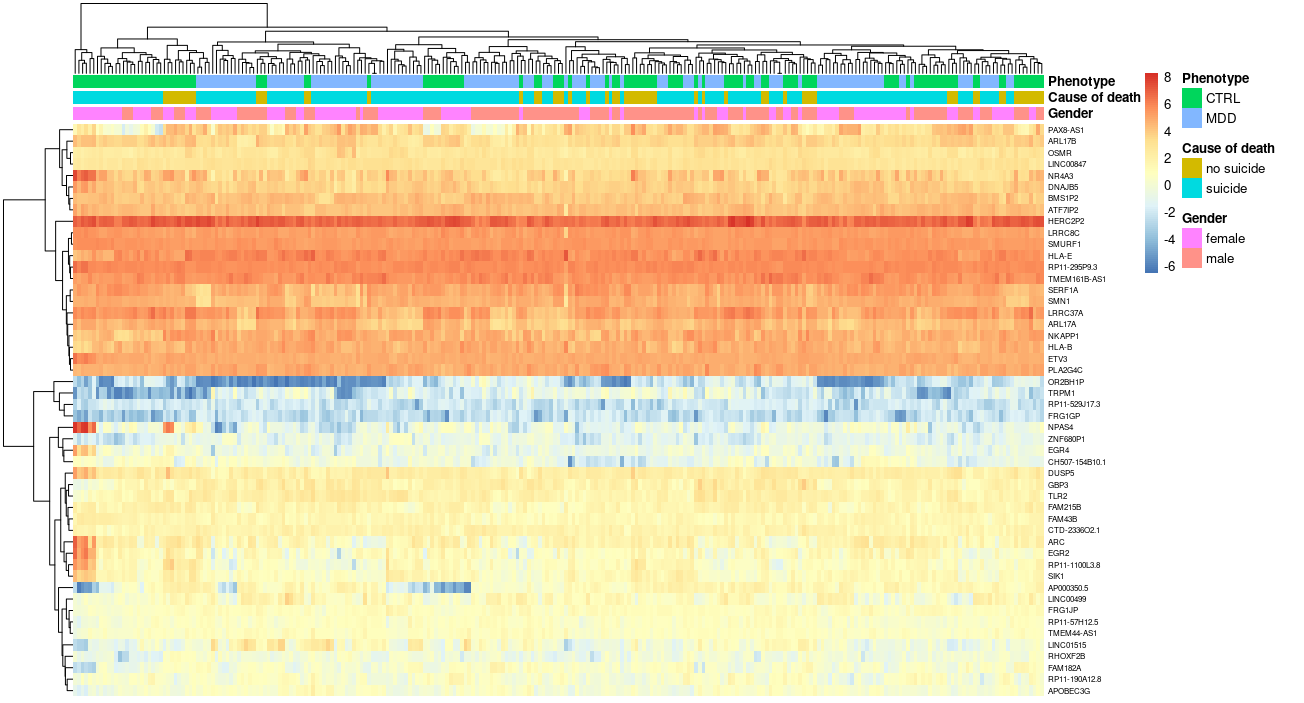 Phenotype
Cause of death
Gender
PAX8-AS1
ARL17B
OSMR
LINC00847
NR4A3
DNAJB5
BMS1P2
ATF7IP2
HERC2P2
LRRC8C
SMURF1
HLA-E
RP11-295P9.3
TMEM161B-AS1
SERF1A
SMN1
LRRC37A
ARL17A
NKAPP1
HLA-B
ETV3
PLA2G4C
OR2BH1P
TRPM1
RP11-529J17.3
FRG1GP
NPAS4
ZNF680P1
EGR4
CH507-154B10.1
DUSP5
GBP3
TLR2
FAM215B
FAM43B
CTD-2336O2.1
ARC
EGR2
RP11-1100L3.8
SIK1
AP000350.5
LINC00499
FRG1JP
RP11-57H12.5
TMEM44-AS1
LINC01515
RHOXF2B
FAM182A
RP11-190A12.8
APOBEC3G
8
6
4
2
0
-2
-4
-6
Phenotype
CTRL
MDD
Cause of death
no suicide
suicide
Gender
female
male